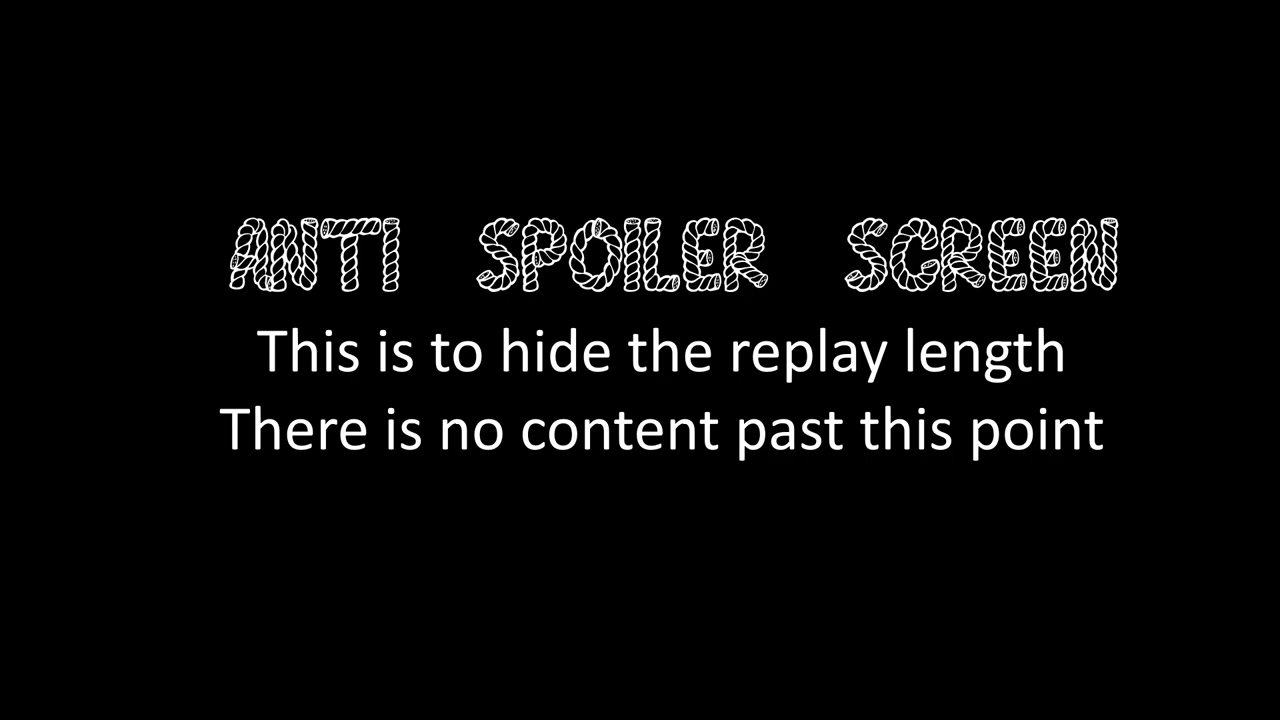 ANTI SPOILER SCREEN
This is to hide the replay length
There is no content past this point